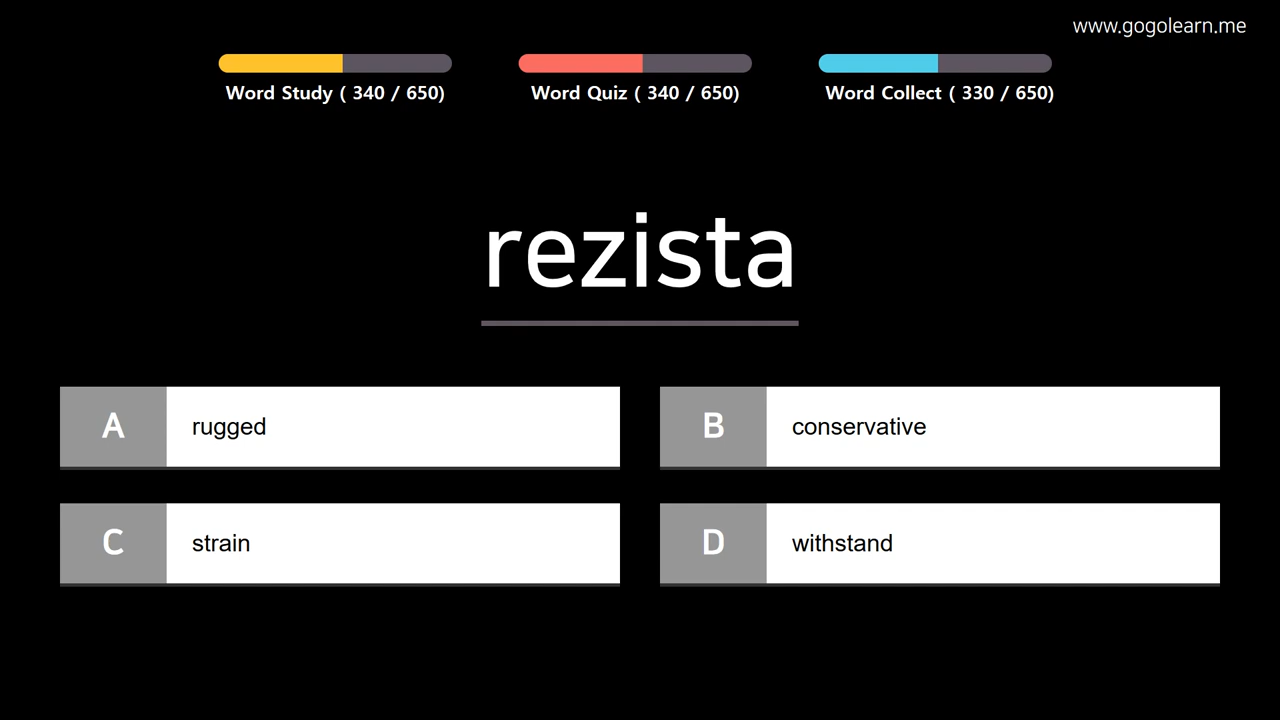 www.gogolearn.me
Word Study ( 340 / 650)
Word Quiz ( 340 / 650)
Word Collect ( 330 / 650)
rezista
A rugged
B conservative
C strain
D withstand